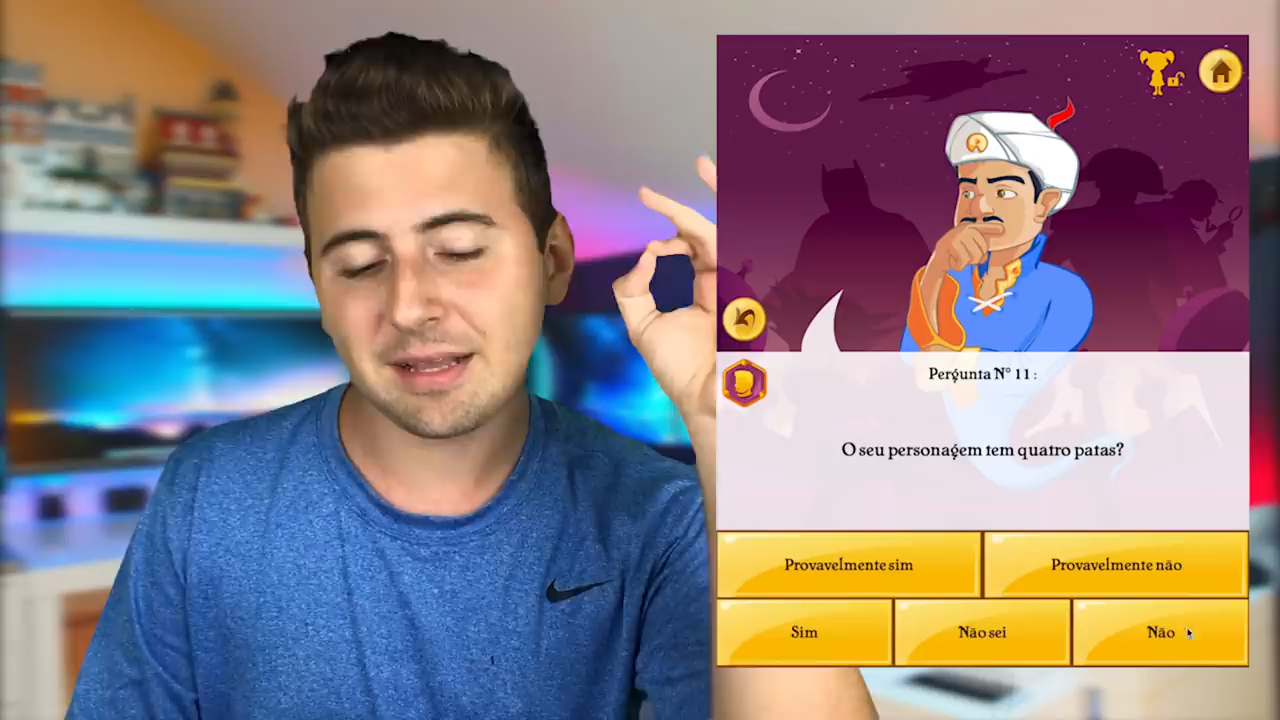 Pergunta N° 11 :
O seu personagem tem quatro patas?
Provavelmente sim
Provavelmente não
Sim
Não sei
Não